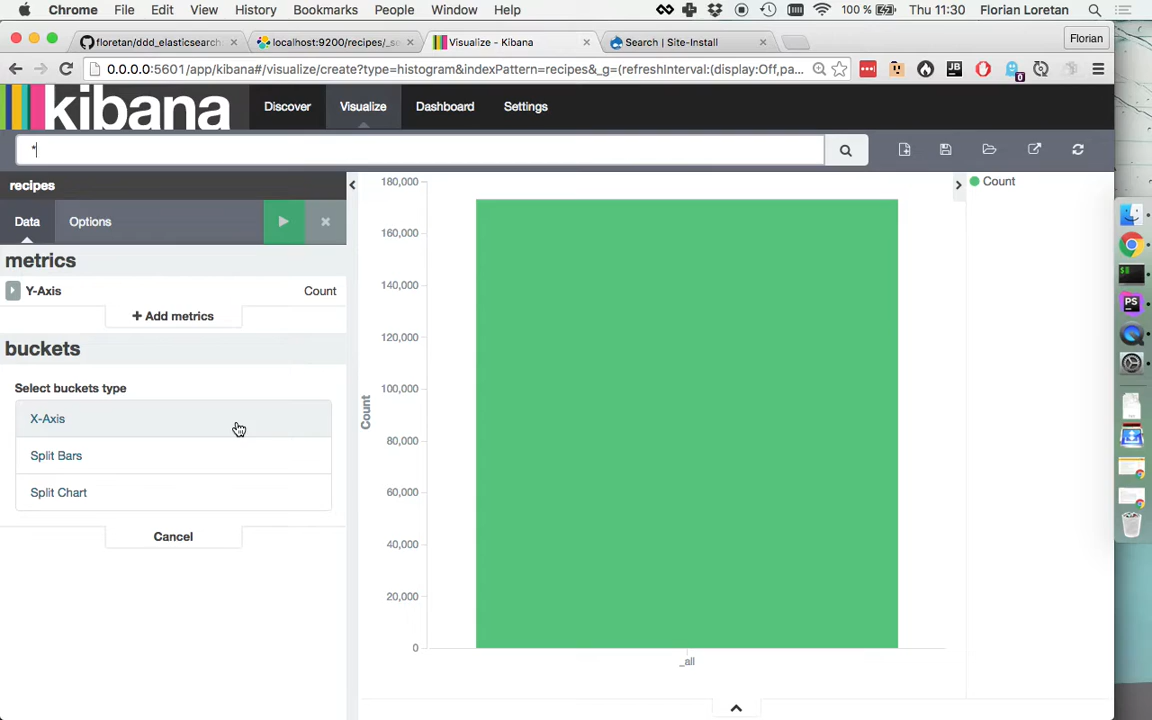 Chrome File Edit View History Bookmarks People Window Help 100 % Thu 11:30 Florian Loretan
floretan/ddd_elasticsearch
localhost:9200/recipes/_se
Visualize - Kibana
Search | Site-Install
Florian
0.0.0.0:5601/app/kibana#/visualize/create?type=histogram&indexPattern=recipes&_g=(refreshInterval:(display:Off,pa...
kibana
Discover
Visualize
Dashboard
Settings
*
recipes
Data
Options
metrics
Y-Axis
Count
+ Add metrics
buckets
Select buckets type
X-Axis
Split Bars
Split Chart
Cancel
180,000
160,000
140,000
120,000
100,000
80,000
60,000
40,000
20,000
0
Count
_all
Count